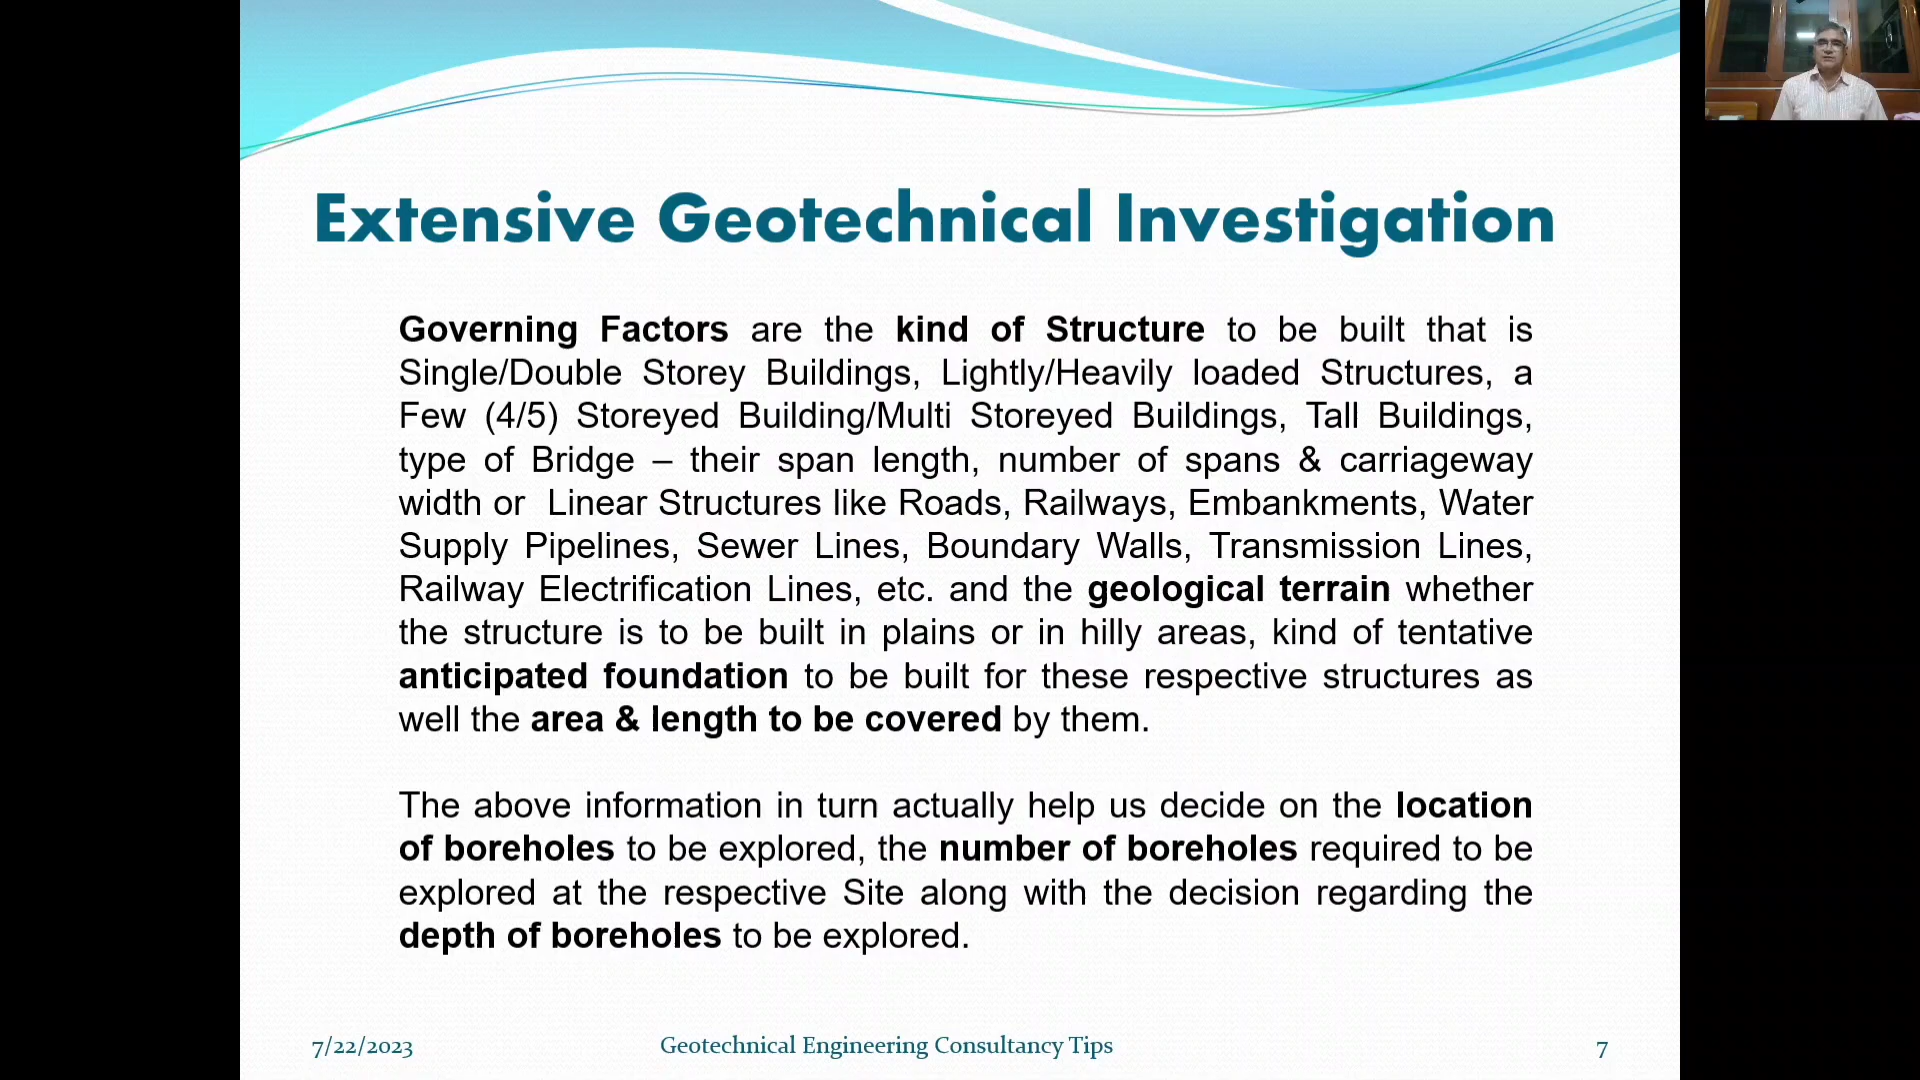 Extensive Geotechnical Investigation
Governing Factors are the kind of Structure to be built that is
Single/Double Storey Buildings, Lightly/Heavily loaded Structures, a
Few (4/5) Storeyed Building/Multi Storeyed Buildings, Tall Buildings,
type of Bridge – their span length, number of spans & carriageway
width or Linear Structures like Roads, Railways, Embankments, Water
Supply Pipelines, Sewer Lines, Boundary Walls, Transmission Lines,
Railway Electrification Lines, etc. and the geological terrain whether
the structure is to be built in plains or in hilly areas, kind of tentative
anticipated foundation to be built for these respective structures as
well the area & length to be covered by them.
The above information in turn actually help us decide on the location
of boreholes to be explored, the number of boreholes required to be
explored at the respective Site along with the decision regarding the
depth of boreholes to be explored.
7/22/2023
Geotechnical Engineering Consultancy Tips
7